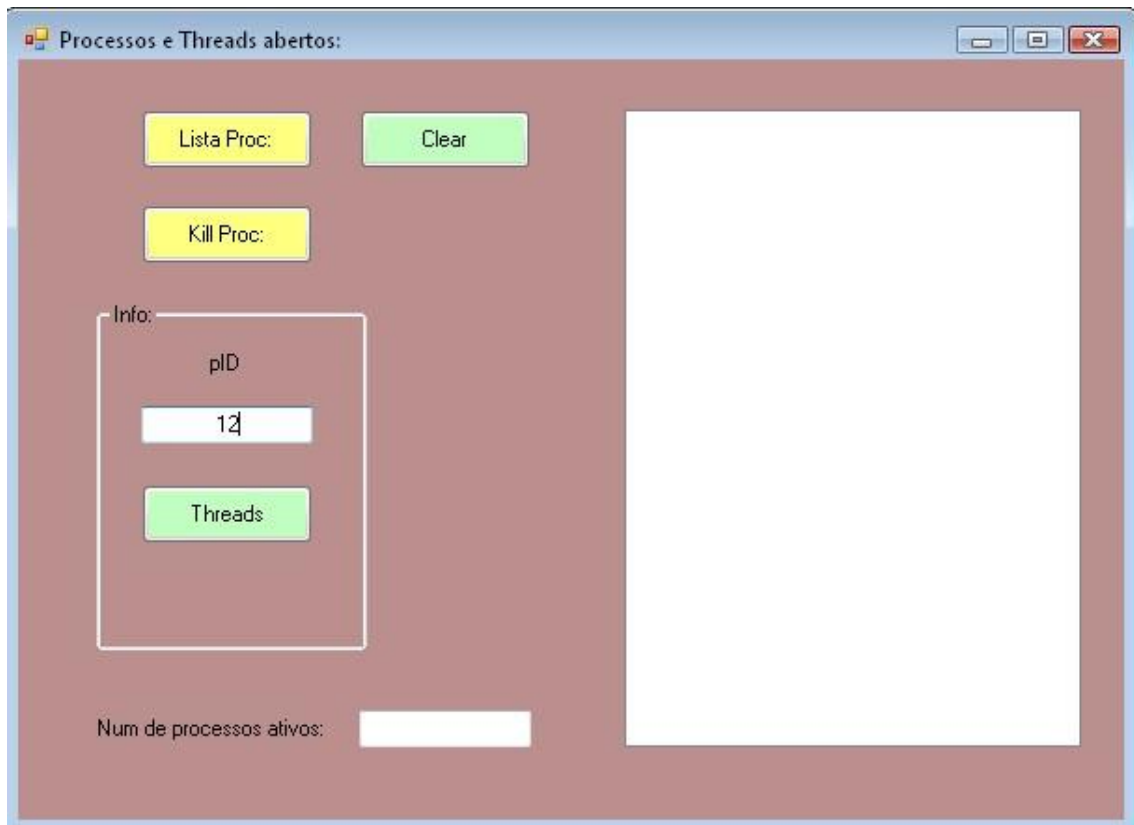 Processos e Threads abertos:
Lista Proc:
Clear
Kill Proc:
Info:
pID
12
Threads
Num de processos ativos: